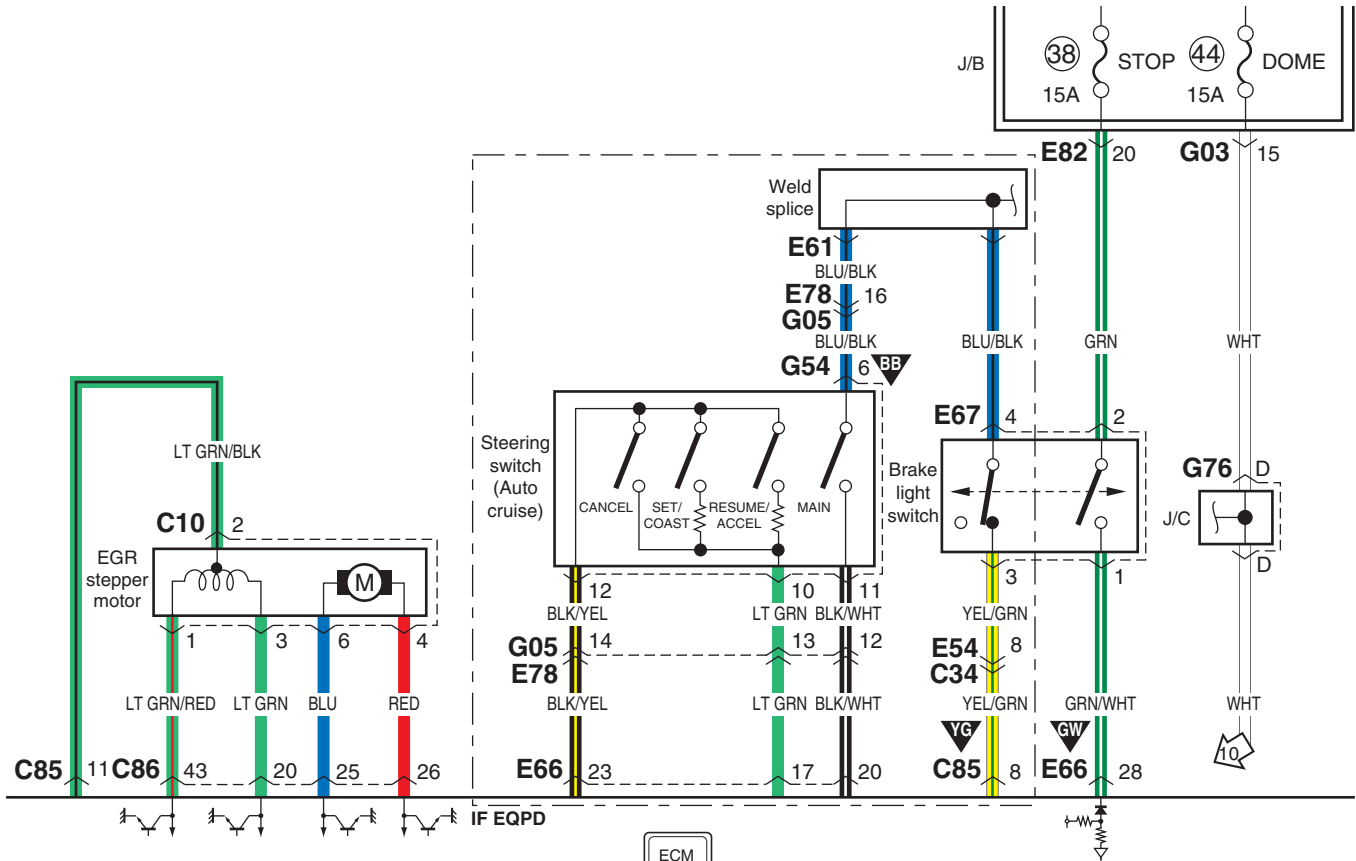 J/B
38
STOP
15A
44
DOME
15A
E82
20
G03
15
Weld
splice
E61
BLU/BLK
E78
16
G05
BLU/BLK
BLU/BLK
GRN
WHT
G54
6
BB
E67
4
2
LT GRN/BLK
Steering
switch
(Auto
cruise)
CANCEL
SET/
COAST
RESUME/
ACCEL
MAIN
Brake
light
switch
G76
D
J/C
D
C10
2
EGR
stepper
motor
M
12
10
11
3
1
BLK/YEL
LT GRN
BLK/WHT
YEL/GRN
1
3
6
4
G05
14
13
12
E78
E54
8
C34
LT GRN/RED
LT GRN
BLU
RED
BLK/YEL
LT GRN
BLK/WHT
YEL/GRN
GRN/WHT
WHT
YG
GW
10
C85
11
C86
43
20
25
26
E66
23
17
20
C85
8
E66
28
IF EQPD
ECM